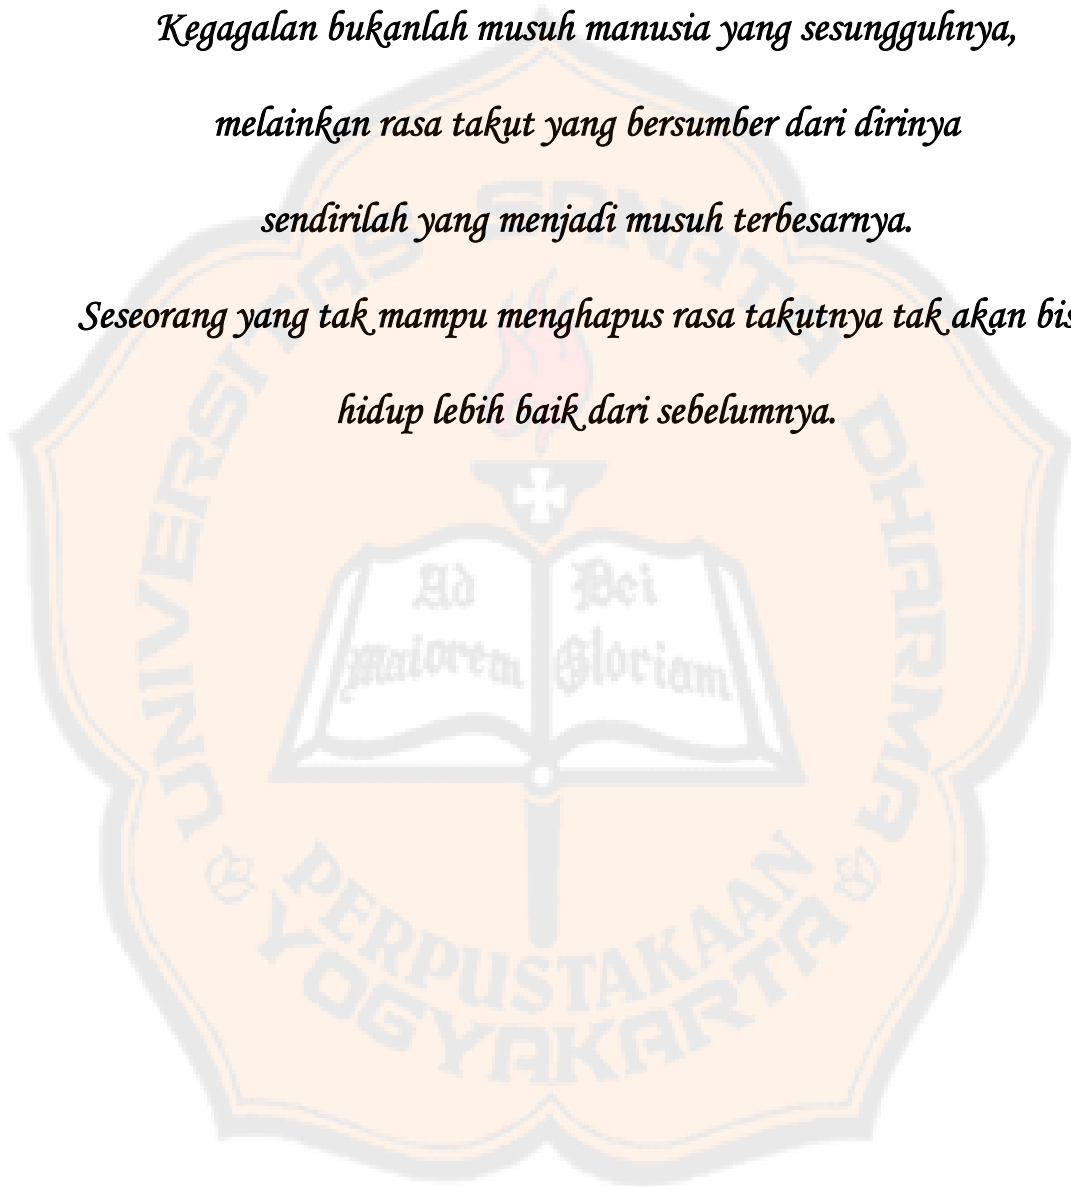 Kegagalan bukanlah musuh manusia yang sesungguhnya,
melainkan rasa takut yang bersumber dari dirinya
sendirilah yang menjadi musuh terbesarnya.
Seseorang yang tak mampu menghapus rasa takutnya tak akan bis
hidup lebih baik dari sebelumnya.
UNIVERSITAS SANATA DHARMA
Ad Dei
Maiorem Gloriam
PERPUSTAKAAN
YOGYAKARTA